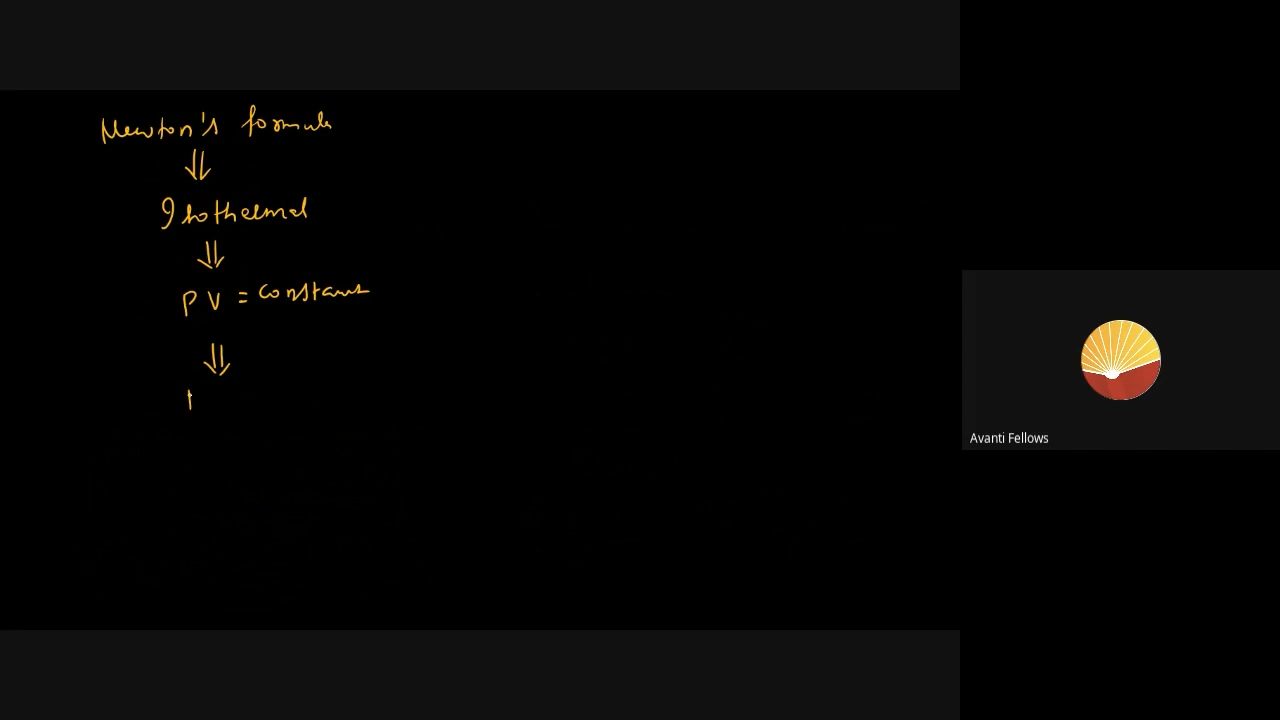 Newton's formula
⇓
Isothermal
⇓
PV = constant
⇓
Avanti Fellows